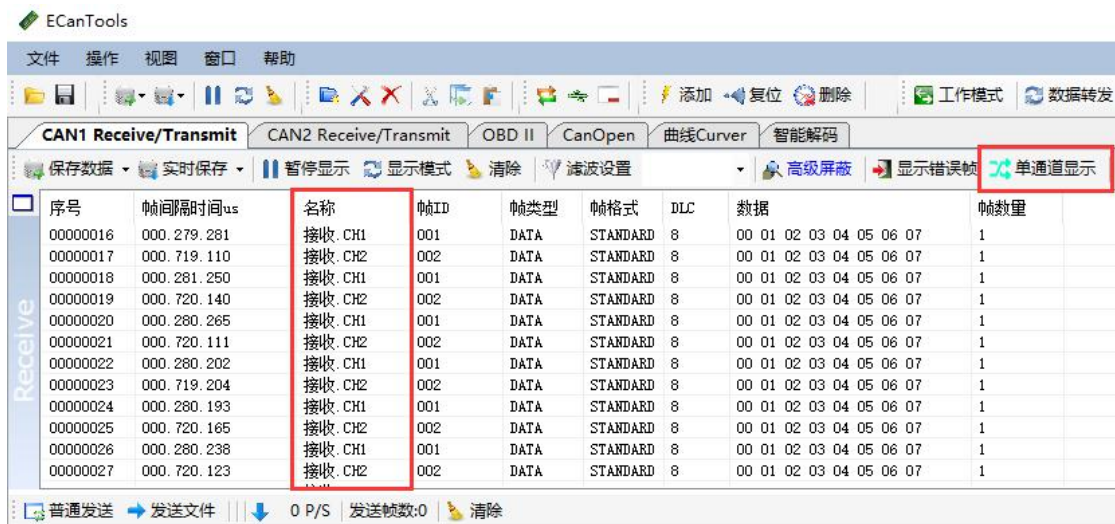 ECanTools
文件 操作 视图 窗口 帮助
添加 复位 删除 工作模式 数据转发
CAN1 Receive/Transmit CAN2 Receive/Transmit OBD II CanOpen 曲线Curver 智能解码
保存数据 实时保存 暂停显示 显示模式 清除 滤波设置 高级屏蔽 显示错误帧 单通道显示
序号 帧间隔时间us 名称 帧ID 帧类型 帧格式 DLC 数据 帧数量
00000016 000.279.281 接收.CH1 001 DATA STANDARD 8 00 01 02 03 04 05 06 07 1
00000017 000.719.110 接收.CH2 002 DATA STANDARD 8 00 01 02 03 04 05 06 07 1
00000018 000.281.250 接收.CH1 001 DATA STANDARD 8 00 01 02 03 04 05 06 07 1
00000019 000.720.140 接收.CH2 002 DATA STANDARD 8 00 01 02 03 04 05 06 07 1
00000020 000.280.265 接收.CH1 001 DATA STANDARD 8 00 01 02 03 04 05 06 07 1
00000021 000.720.111 接收.CH2 002 DATA STANDARD 8 00 01 02 03 04 05 06 07 1
00000022 000.280.202 接收.CH1 001 DATA STANDARD 8 00 01 02 03 04 05 06 07 1
00000023 000.719.204 接收.CH2 002 DATA STANDARD 8 00 01 02 03 04 05 06 07 1
00000024 000.280.193 接收.CH1 001 DATA STANDARD 8 00 01 02 03 04 05 06 07 1
00000025 000.720.165 接收.CH2 002 DATA STANDARD 8 00 01 02 03 04 05 06 07 1
00000026 000.280.238 接收.CH1 001 DATA STANDARD 8 00 01 02 03 04 05 06 07 1
00000027 000.720.123 接收.CH2 002 DATA STANDARD 8 00 01 02 03 04 05 06 07 1
Receive
普通发送 发送文件 0 P/S 发送帧数:0 清除